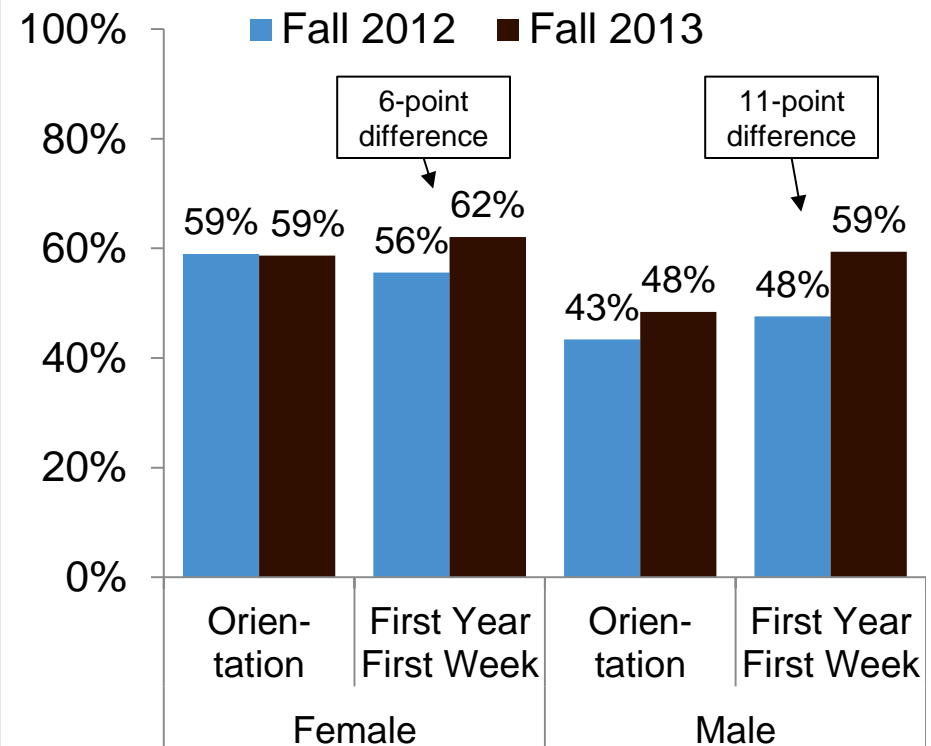 100%
Fall 2012 Fall 2013
6-point
difference
11-point
difference
80%
59% 59% 56% 62% 43% 48% 48% 59%
60%
40%
20%
0%
Orien-
tation
First Year
First Week
Orien-
tation
First Year
First Week
Female Male